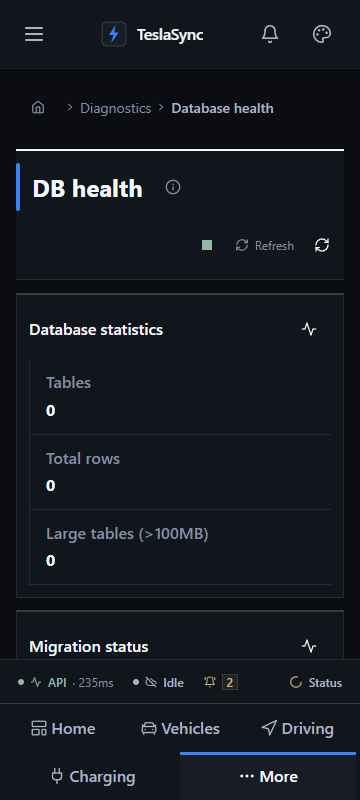 TeslaSync
Diagnostics
Database health
DB health
Refresh
Database statistics
Tables
0
Total rows
0
Large tables (>100MB)
0
Migration status
API · 235ms
Idle
2
Status
Home
Vehicles
Driving
Charging
More